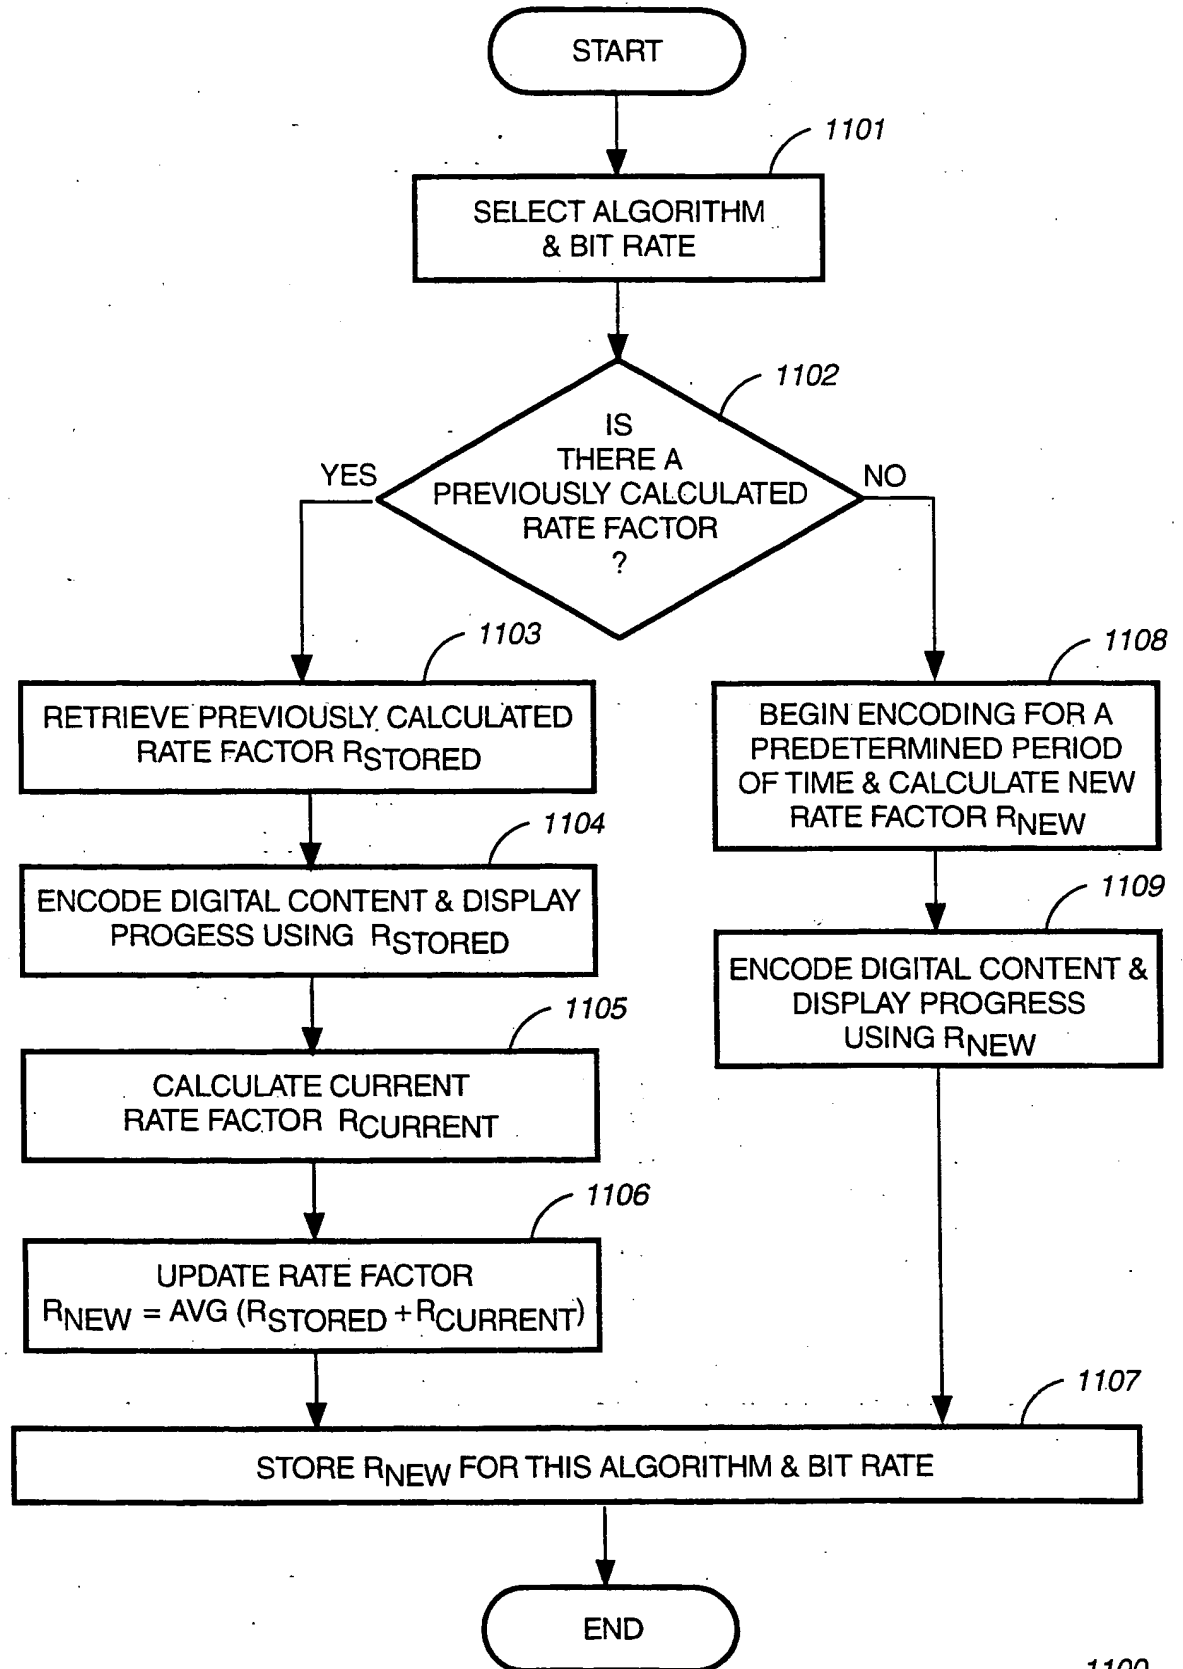 START
1101
SELECT ALGORITHM
& BIT RATE
1102
IS
THERE A
PREVIOUSLY CALCULATED
RATE FACTOR
?
YES
NO
1103
RETRIEVE PREVIOUSLY CALCULATED
RATE FACTOR RSTORED
1104
ENCODE DIGITAL CONTENT & DISPLAY
PROGESS USING RSTORED
1105
CALCULATE CURRENT
RATE FACTOR RCURRENT
1106
UPDATE RATE FACTOR
RNEW = AVG (RSTORED + RCURRENT)
1108
BEGIN ENCODING FOR A
PREDETERMINED PERIOD
OF TIME & CALCULATE NEW
RATE FACTOR RNEW
1109
ENCODE DIGITAL CONTENT &
DISPLAY PROGRESS
USING RNEW
1107
STORE RNEW FOR THIS ALGORITHM & BIT RATE
END
1100